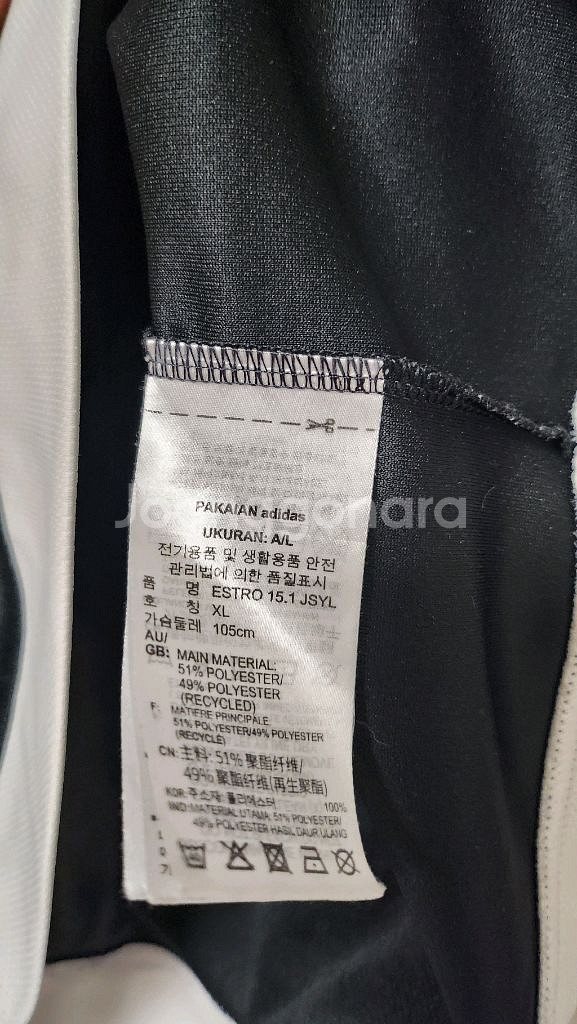 Joonggonara
PAKAIAN adidas
UKURAN: A/L
전기용품 및 생활용품 안전
관리법에 의한 품질표시
품 명 ESTRO 15.1 JSYL
호 칭 XL
가슴둘레 105cm
AU/
GB: MAIN MATERIAL:
51% POLYESTER/
49% POLYESTER
(RECYCLED)
F: MATIERE PRINCIPALE
51% POLYESTER/49% POLYESTER
(RECYCLÉ)
CN: 主料: 51% 聚酯纤维/
49% 聚酯纤维(再生聚酯)
KOR: 주소재: 폴리에스터 100%
IND: MATERIAL UTAMA: 51% POLYESTER/
49% POLYESTER HASIL DAUR ULANG